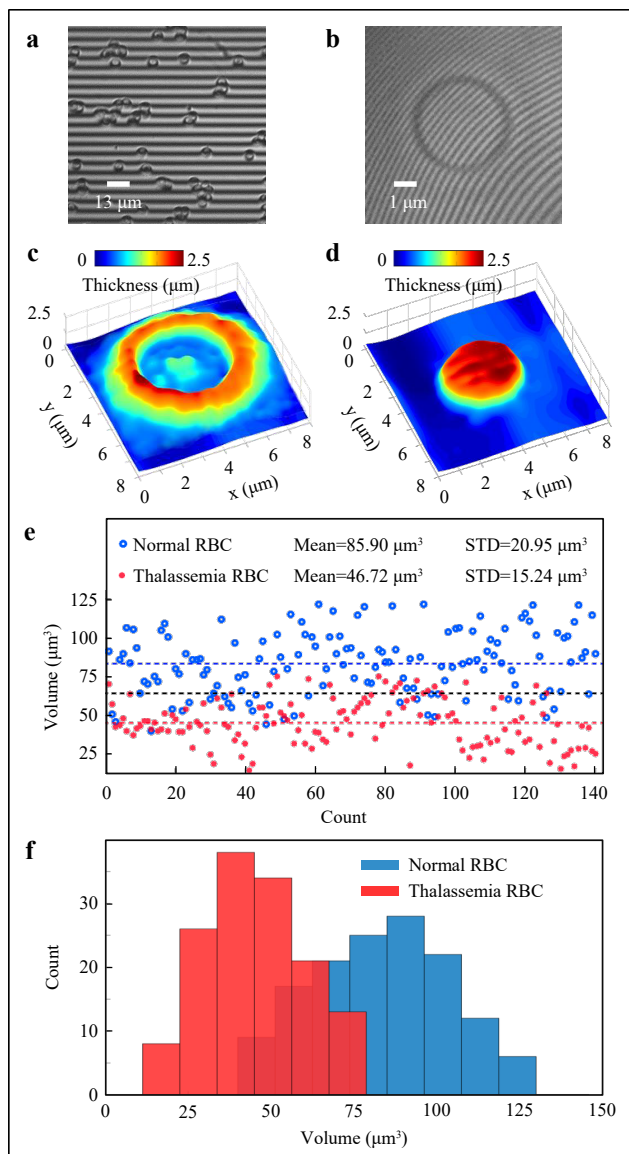 a
b
13 μm
1 μm
c
d
0 2.5
0 2.5
Thickness (μm)
Thickness (μm)
2.5
0
0
2
4
6
8
y (μm)
0
2
4
6
8
x (μm)
2.5
0
0
2
4
6
8
y (μm)
0
2
4
6
8
x (μm)
e
Normal RBC Mean=85.90 μm³ STD=20.95 μm³
Thalassemia RBC Mean=46.72 μm³ STD=15.24 μm³
125
100
75
50
25
Volume (μm³)
0 20 40 60 80 100 120 140
Count
f
Normal RBC
Thalassemia RBC
30
20
10
0
Count
0 25 50 75 100 125 150
Volume (μm³)